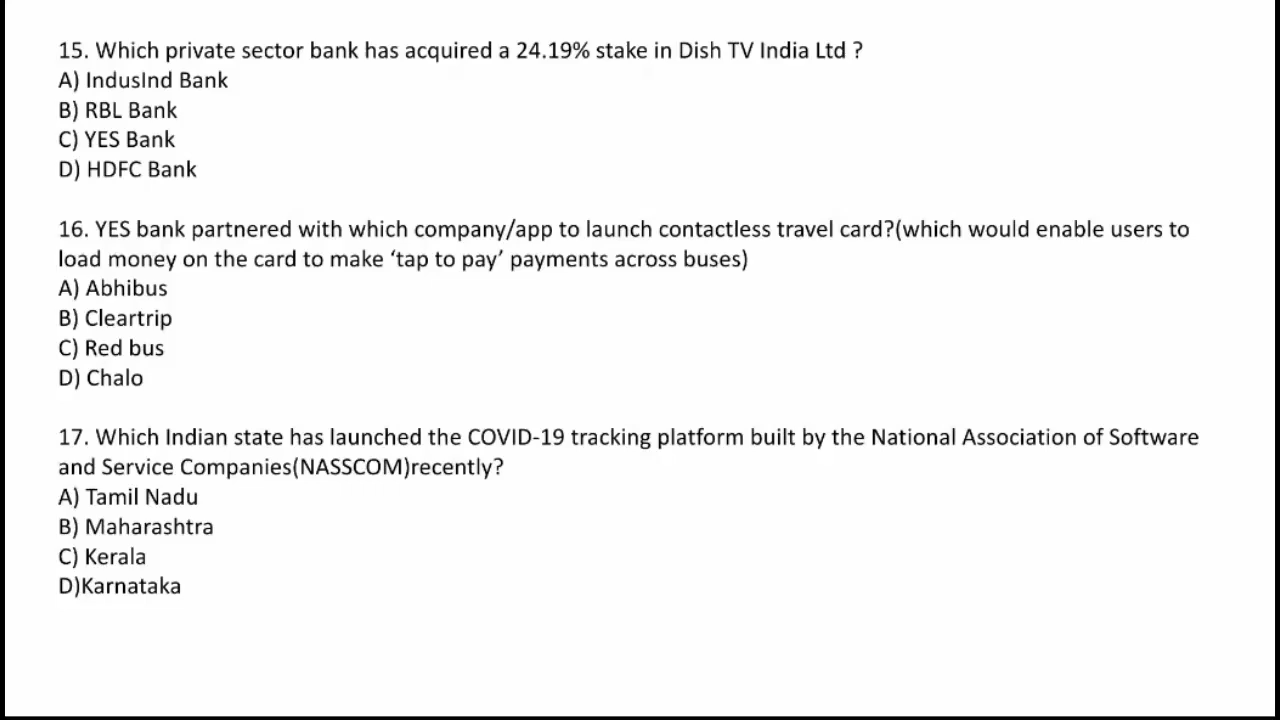 15. Which private sector bank has acquired a 24.19% stake in Dish TV India Ltd ?
A) IndusInd Bank
B) RBL Bank
C) YES Bank
D) HDFC Bank
16. YES bank partnered with which company/app to launch contactless travel card?(which would enable users to
load money on the card to make ‘tap to pay’ payments across buses)
A) Abhibus
B) Cleartrip
C) Red bus
D) Chalo
17. Which Indian state has launched the COVID-19 tracking platform built by the National Association of Software
and Service Companies(NASSCOM)recently?
A) Tamil Nadu
B) Maharashtra
C) Kerala
D)Karnataka